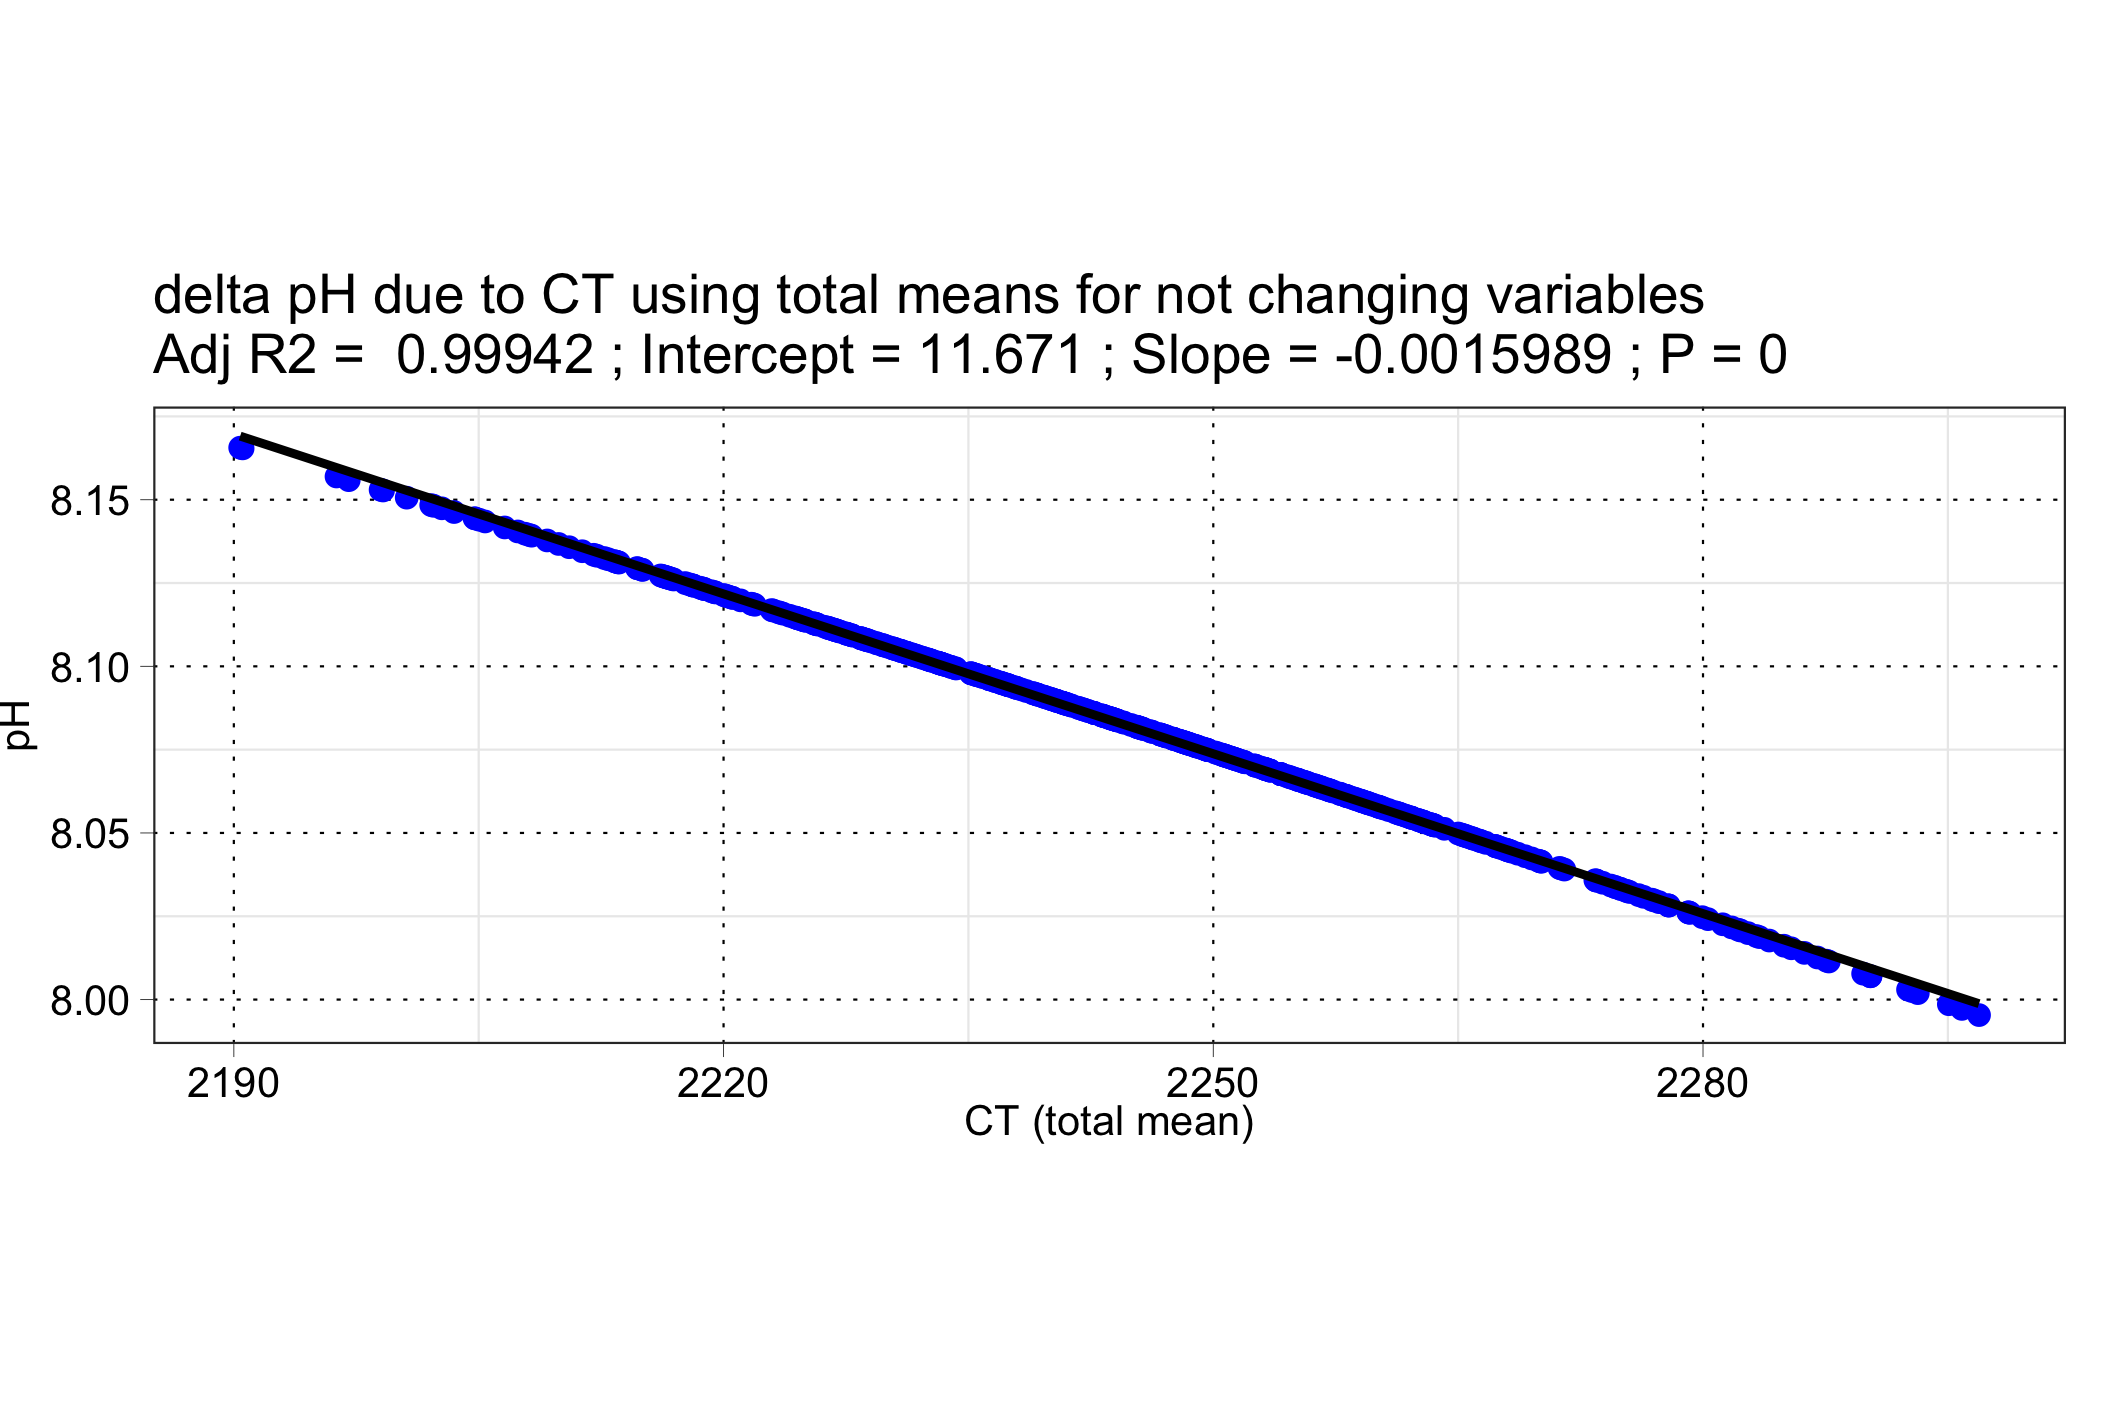 delta pH due to CT using total means for not changing variables
Adj R2 =  0.99942 ; Intercept = 11.671 ; Slope = -0.0015989 ; P = 0
8.15
8.10
8.05
8.00
pH
2190 2220 2250 2280
CT (total mean)